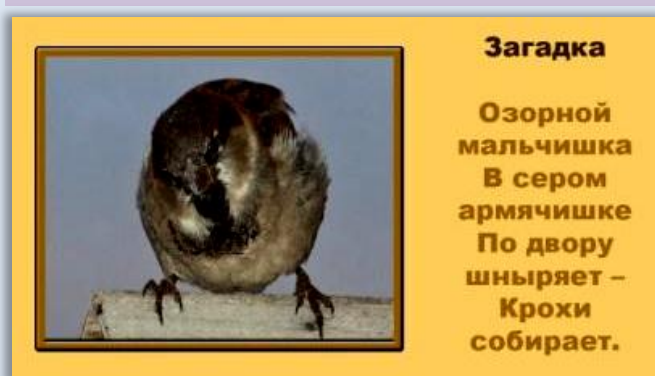 Загадка
Озорной
мальчишка
В сером
армячишке
По двору
шныряет –
Крохи
собирает.